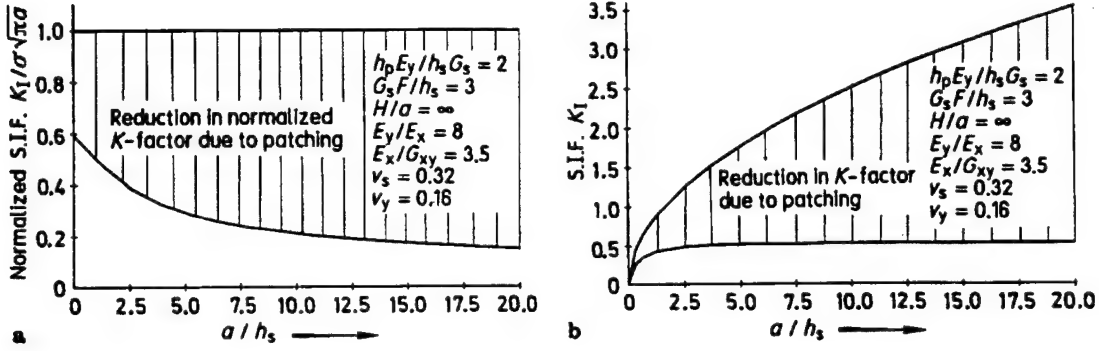 Normalized S.I.F. K_I/σ√πa
1.0
0.8
0.6
0.4
0.2
0
0
2.5
5.0
7.5
10.0
12.5
15.0
17.5
20.0
Reduction in normalized
K-factor due to patching
h_pE_y/h_sG_s = 2
G_sF/h_s = 3
H/a = ∞
E_y/E_x = 8
E_x/G_xy = 3.5
ν_s = 0.32
ν_y = 0.16
a / h_s
a
S.I.F. K_I
3.5
3.0
2.5
2.0
1.5
1.0
0.5
0
0
2.5
5.0
7.5
10.0
12.5
15.0
17.5
20.0
h_pE_y/h_sG_s = 2
G_sF/h_s = 3
H/a = ∞
E_y/E_x = 8
E_x/G_xy = 3.5
ν_s = 0.32
ν_y = 0.16
Reduction in K-factor
due to patching
a / h_s
b